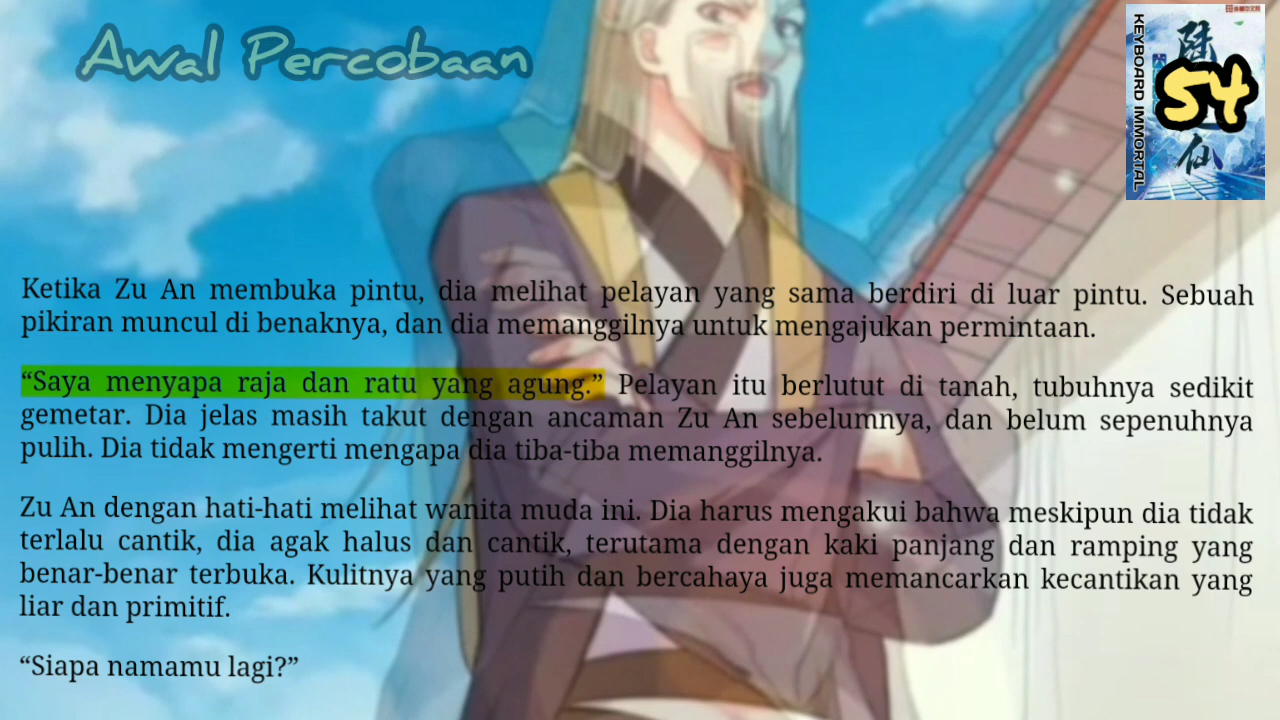 Awal Percobaan
KEYBOARD IMMORTAL
54
Ketika Zu An membuka pintu, dia melihat pelayan yang sama berdiri di luar pintu. Sebuah
pikiran muncul di benaknya, dan dia memanggilnya untuk mengajukan permintaan.
“Saya menyapa raja dan ratu yang agung.” Pelayan itu berlutut di tanah, tubuhnya sedikit
gemetar. Dia jelas masih takut dengan ancaman Zu An sebelumnya, dan belum sepenuhnya
pulih. Dia tidak mengerti mengapa dia tiba-tiba memanggilnya.
Zu An dengan hati-hati melihat wanita muda ini. Dia harus mengakui bahwa meskipun dia tidak
terlalu cantik, dia agak halus dan cantik, terutama dengan kaki panjang dan ramping yang
benar-benar terbuka. Kulitnya yang putih dan bercahaya juga memancarkan kecantikan yang
liar dan primitif.
“Siapa namamu lagi?”